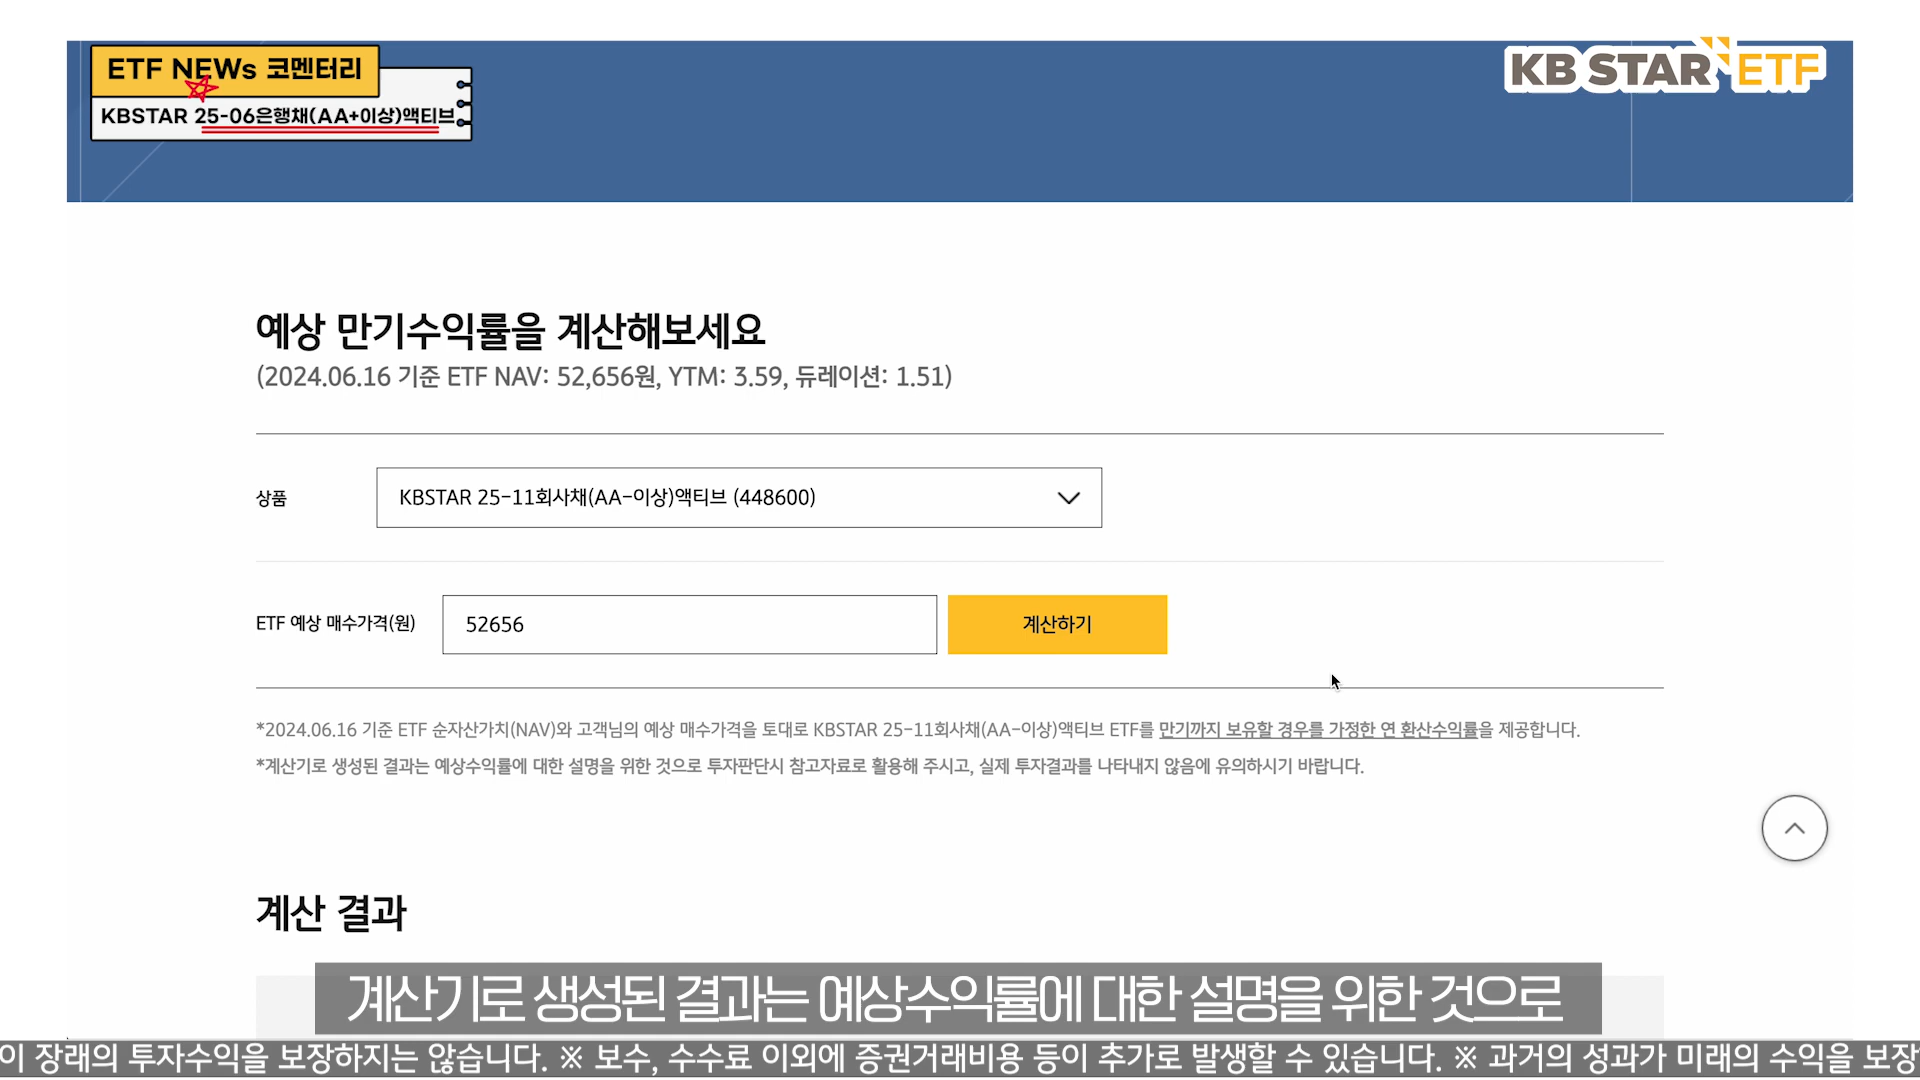 ETF NEWs 코멘터리
KBSTAR 25-06은행채(AA+이상)액티브
KB STAR ETF
예상 만기수익률을 계산해보세요
(2024.06.16 기준 ETF NAV: 52,656원, YTM: 3.59, 듀레이션: 1.51)
상품
KBSTAR 25-11회사채(AA-이상)액티브 (448600)
ETF 예상 매수가격(원)
52656
계산하기
*2024.06.16 기준 ETF 순자산가치(NAV)와 고객님의 예상 매수가격을 토대로 KBSTAR 25-11회사채(AA-이상)액티브 ETF를 만기까지 보유할 경우를 가정한 연 환산수익률을 제공합니다.
*계산기로 생성된 결과는 예상수익률에 대한 설명을 위한 것으로 투자판단시 참고자료로 활용해 주시고, 실제 투자결과를 나타내지 않음에 유의하시기 바랍니다.
계산 결과
계산기로 생성된 결과는 예상수익률에 대한 설명을 위한 것으로
이 장래의 투자수익을 보장하지는 않습니다. ※ 보수, 수수료 이외에 증권거래비용 등이 추가로 발생할 수 있습니다. ※ 과거의 성과가 미래의 수익을 보장